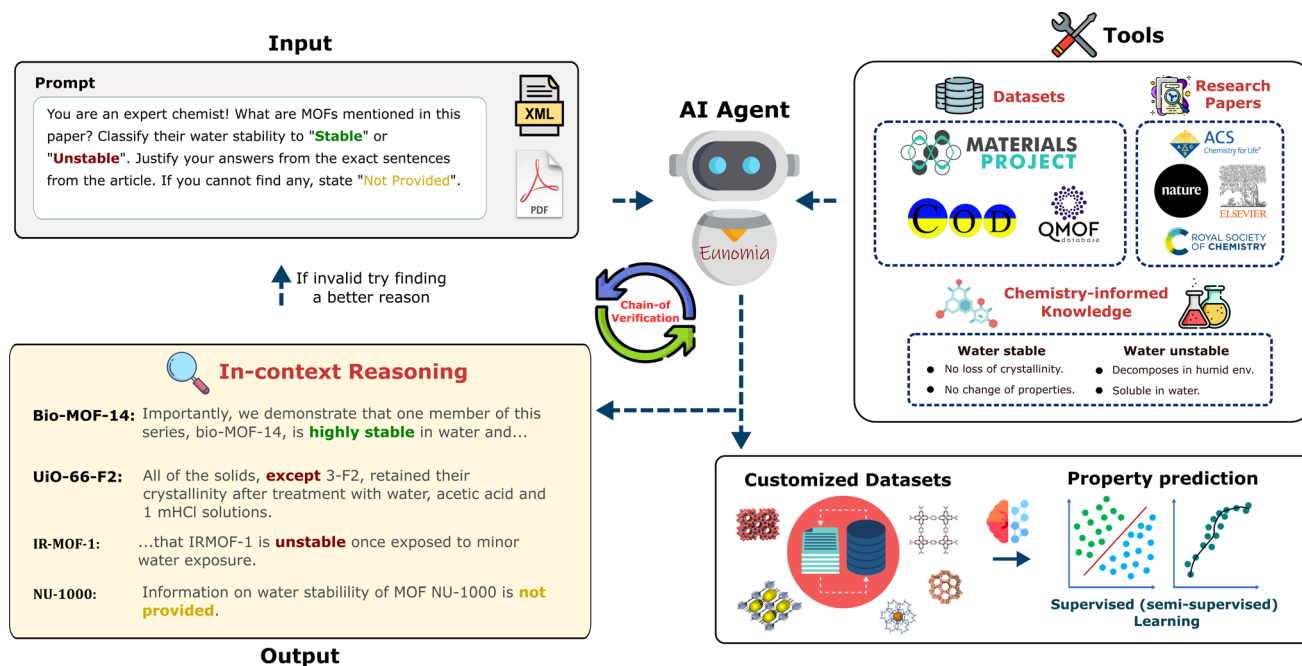 Input
Prompt
You are an expert chemist! What are MOFs mentioned in this
paper? Classify their water stability to "Stable" or
"Unstable". Justify your answers from the exact sentences
from the article. If you cannot find any, state "Not Provided".
XML
PDF
If invalid try finding
a better reason
In-context Reasoning
Bio-MOF-14: Importantly, we demonstrate that one member of this
series, bio-MOF-14, is highly stable in water and...
UiO-66-F2: All of the solids, except 3-F2, retained their
crystallinity after treatment with water, acetic acid and
1 mHCl solutions.
IR-MOF-1: ...that IRMOF-1 is unstable once exposed to minor
water exposure.
NU-1000: Information on water stabilility of MOF NU-1000 is not
provided.
Output
AI Agent
Eunomia
Chain-of
Verification
Tools
Datasets
MATERIALS
PROJECT
COD
QMOF
database
Research
Papers
ACS
Chemistry for Life®
nature
ELSEVIER
ROYAL SOCIETY
OF CHEMISTRY
Chemistry-informed
Knowledge
Water stable
No loss of crystallinity.
No change of properties.
Water unstable
Decomposes in humid env.
Soluble in water.
Customized Datasets
Property prediction
Supervised (semi-supervised)
Learning